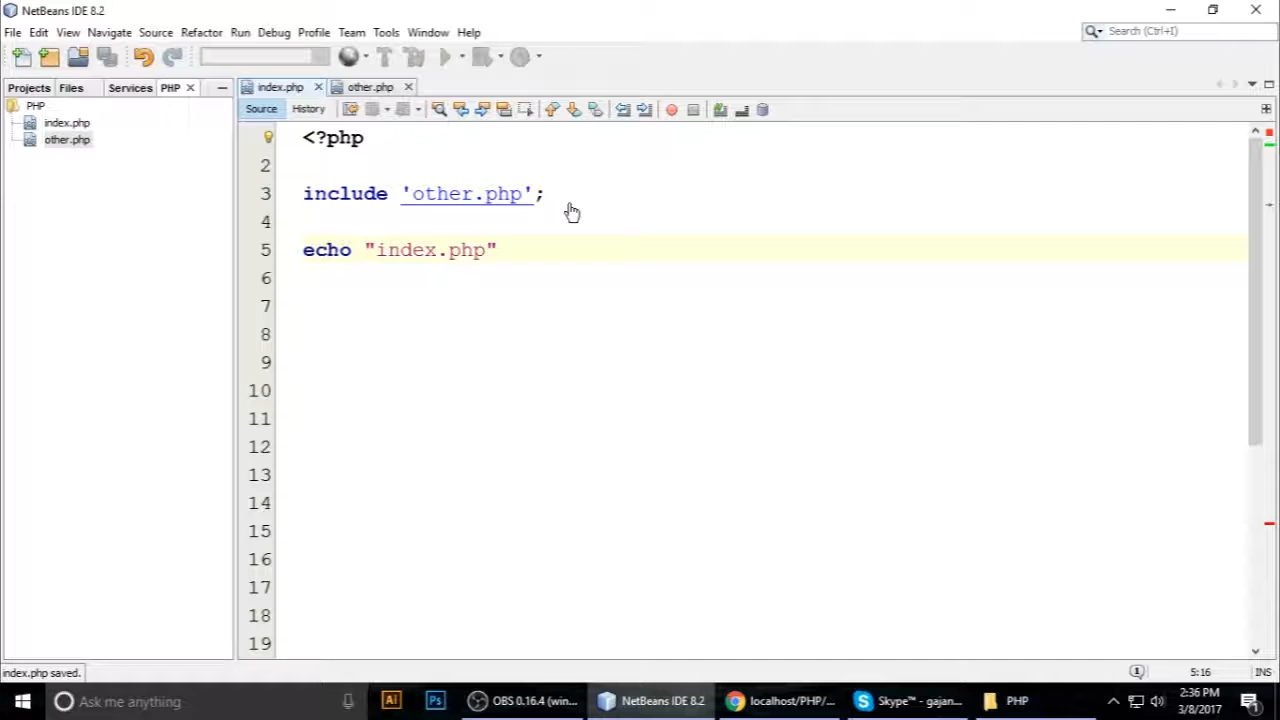 NetBeans IDE 8.2
File Edit View Navigate Source Refactor Run Debug Profile Team Tools Window Help
Search (Ctrl+I)
Projects Files Services PHP
index.php other.php
Source History
PHP
index.php
other.php
<?php
2
3 include 'other.php';
4
5 echo "index.php"
6
7
8
9
10
11
12
13
14
15
16
17
18
19
index.php saved.
1
5:16 INS
Ask me anything
Ai
Ps
OBS 0.16.4 (win...
NetBeans IDE 8.2
localhost/PHP/...
Skype™ - gajan...
PHP
2:36 PM
3/8/2017
1